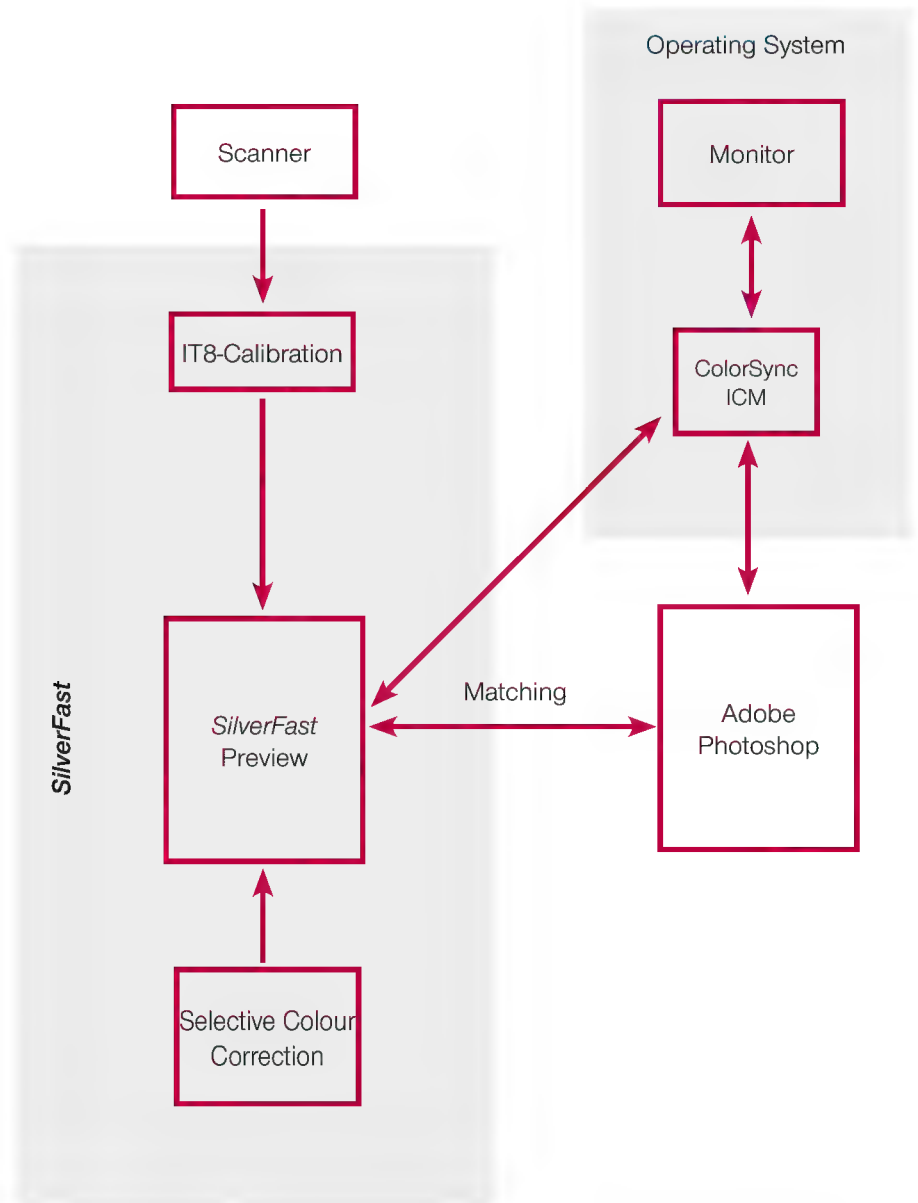 Operating System
Scanner
Monitor
IT8-Calibration
ColorSync
ICM
Matching
SilverFast
SilverFast
Preview
Adobe
Photoshop
Selective Colour
Correction